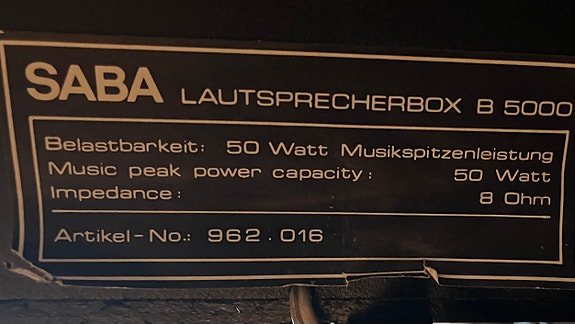 SABA LAUTSPRECHERBOX B 5000
Belastbarkeit: 50 Watt Musikspitzenleistung
Music peak power capacity: 50 Watt
Impedance: 8 Ohm
Artikel-No.: 962.016